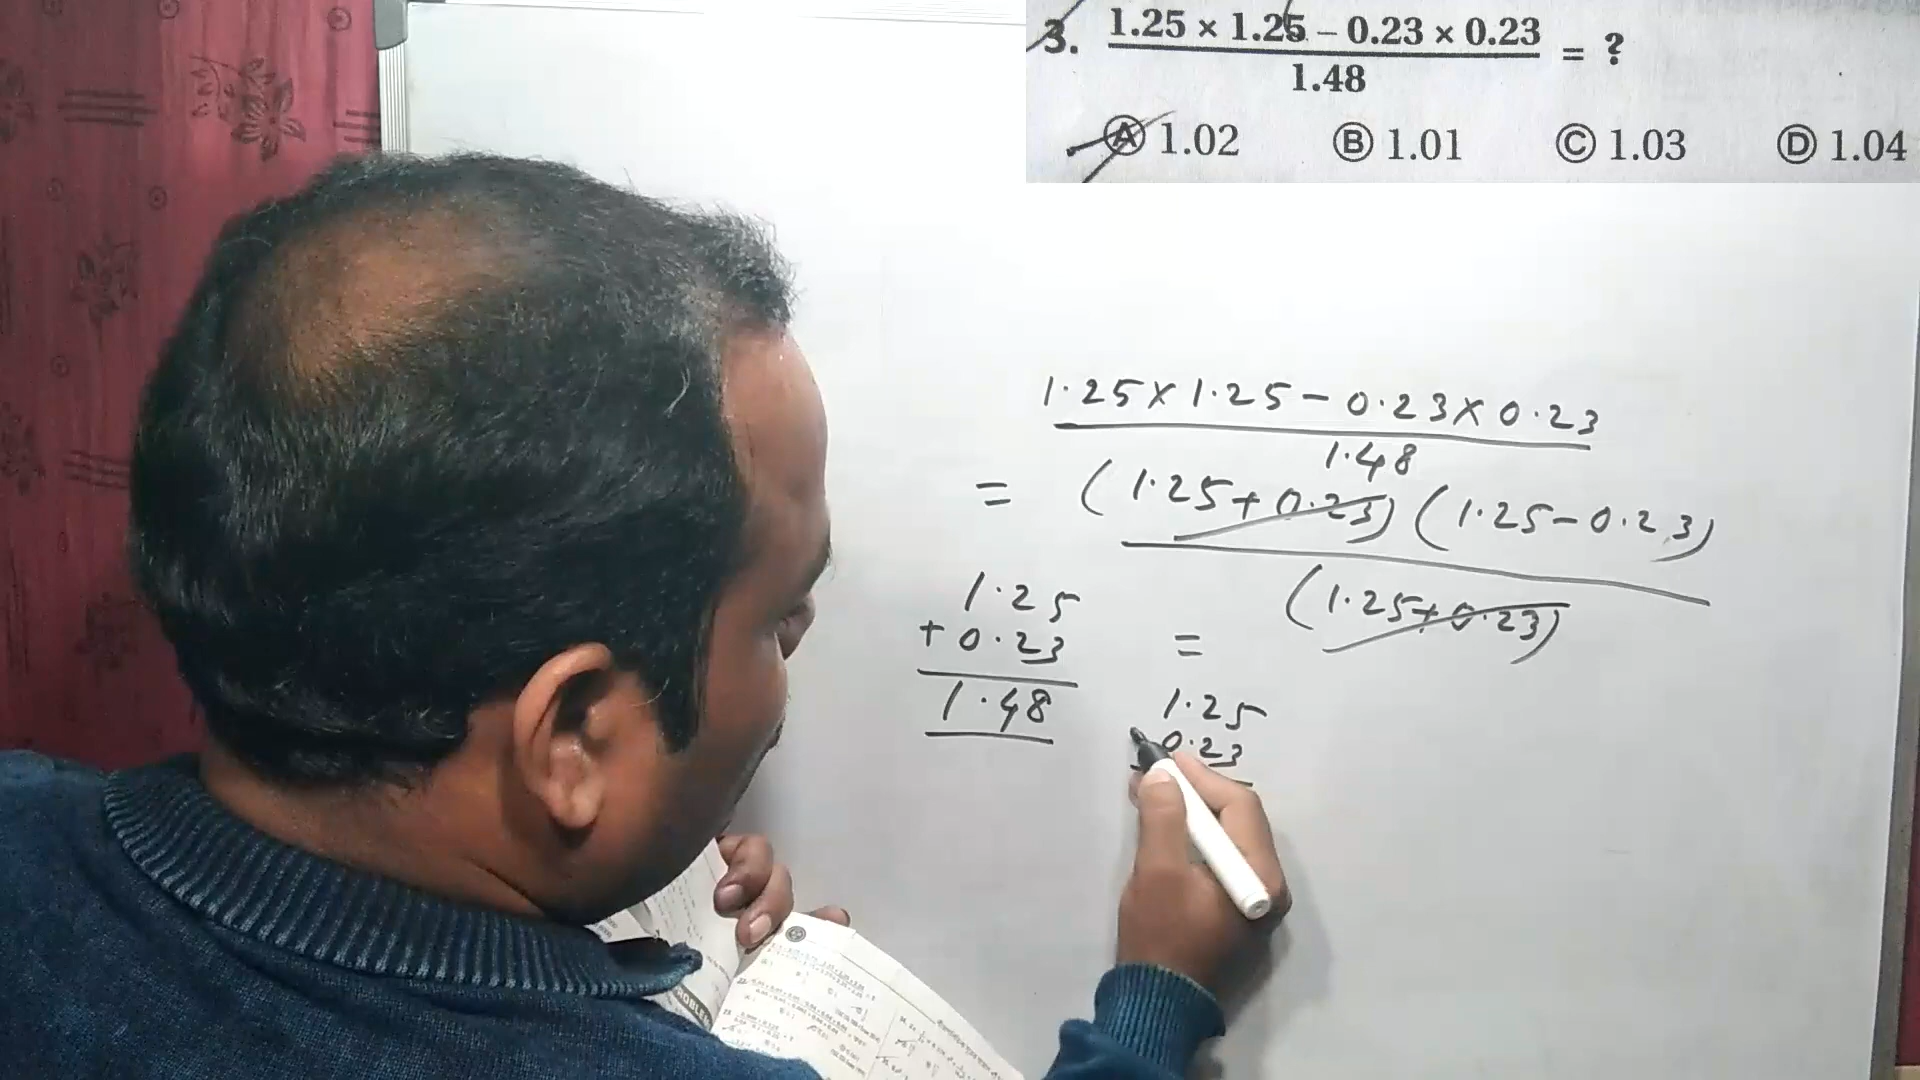 3. 1.25 × 1.25 – 0.23 × 0.23 = ?
1.48
Ⓐ 1.02 Ⓑ 1.01 Ⓒ 1.03 Ⓓ 1.04
1.25 × 1.25 - 0.23 × 0.23
1.48
= (1.25 + 0.23) (1.25 - 0.23)
(1.25 + 0.23)
1.25
+ 0.23
1.48
=
1.25
0.23